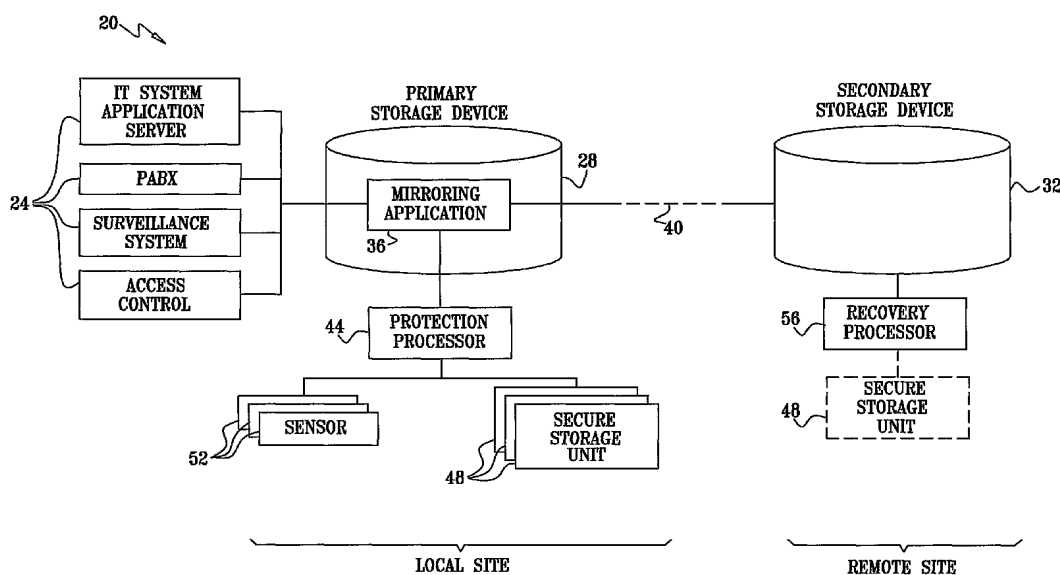 20
IT SYSTEM
APPLICATION
SERVER
PABX
24
SURVEILLANCE
SYSTEM
ACCESS
CONTROL
PRIMARY
STORAGE DEVICE
28
MIRRORING
APPLICATION
36
40
SECONDARY
STORAGE DEVICE
32
44
PROTECTION
PROCESSOR
SENSOR
52
SECURE
STORAGE
UNIT
48
56
RECOVERY
PROCESSOR
48
SECURE
STORAGE
UNIT
LOCAL SITE
REMOTE SITE